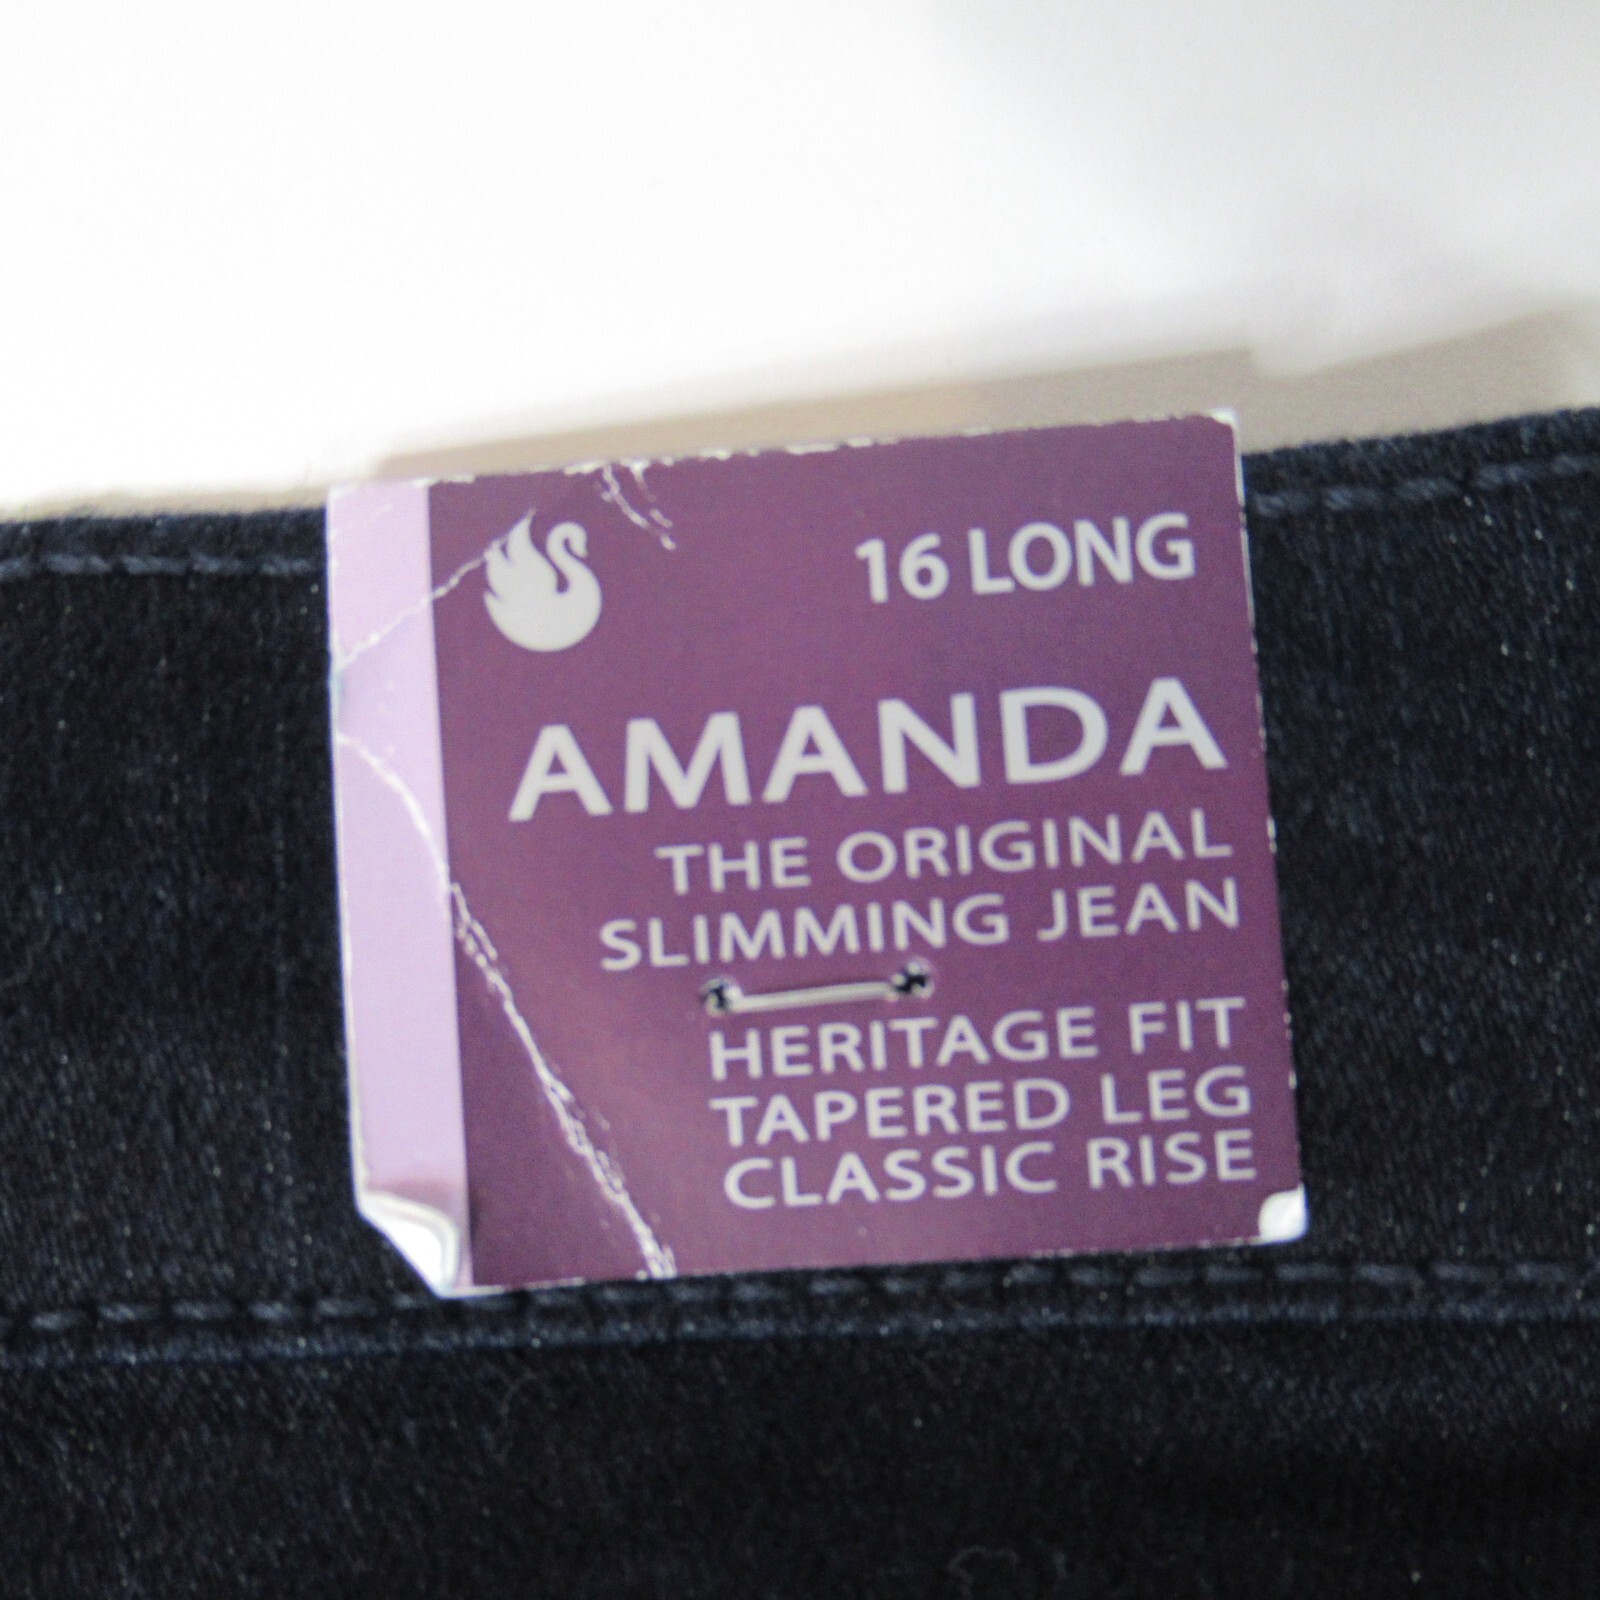 16 LONG
AMANDA
THE ORIGINAL
SLIMMING JEAN
HERITAGE FIT
TAPERED LEG
CLASSIC RISE